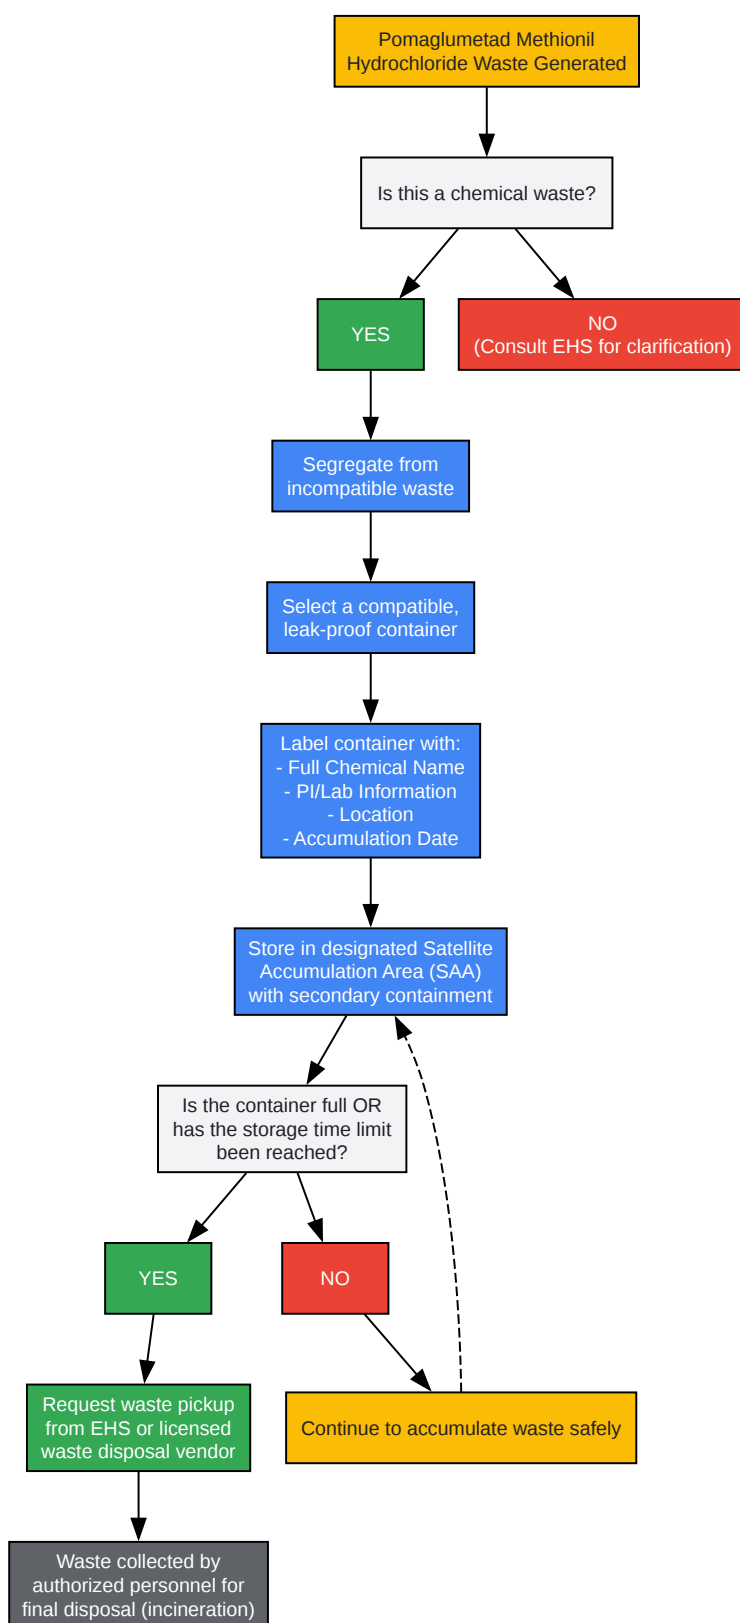 Pomaglumetad Methionil
Hydrochloride Waste Generated
Is this a chemical waste?
YES
NO
(Consult EHS for clarification)
Segregate from
incompatible waste
Select a compatible,
leak-proof container
Label container with:
- Full Chemical Name
- PI/Lab Information
- Location
- Accumulation Date
Store in designated Satellite
Accumulation Area (SAA)
with secondary containment
Is the container full OR
has the storage time limit
been reached?
YES
NO
Request waste pickup
from EHS or licensed
waste disposal vendor
Continue to accumulate waste safely
Waste collected by
authorized personnel for
final disposal (incineration)